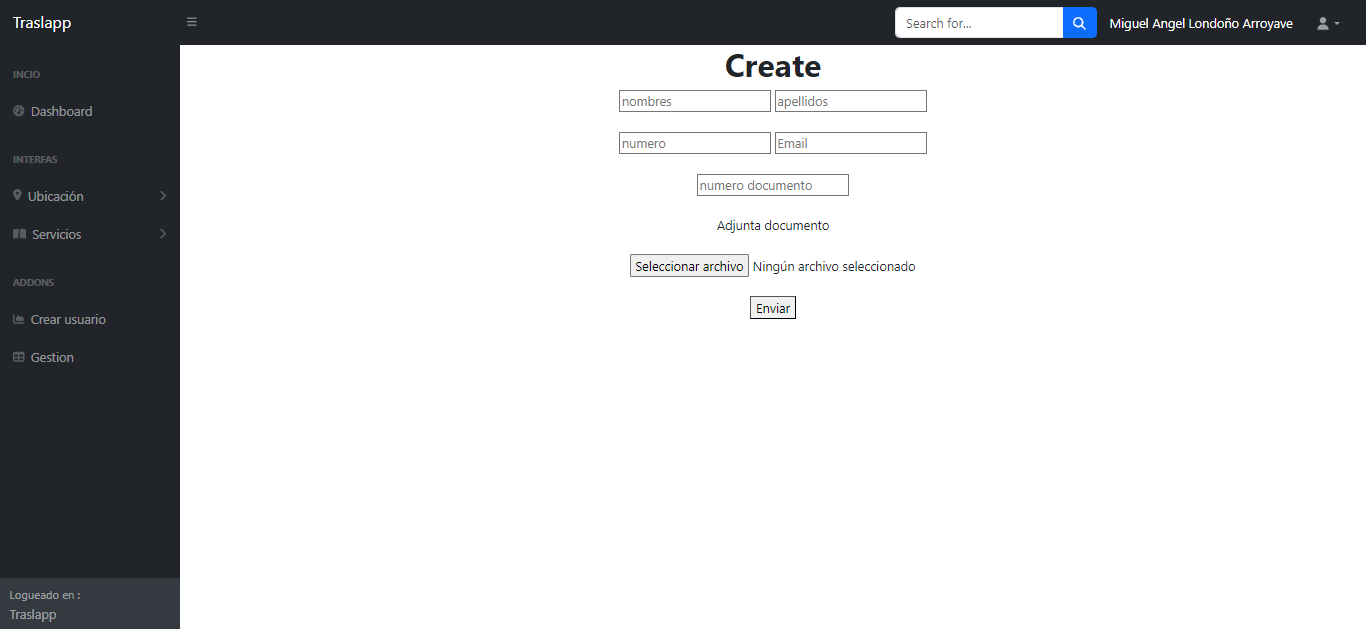 Traslapp
Search for...
Miguel Angel Londoño Arroyave
INCIO
Dashboard
INTERFAS
Ubicación
Servicios
ADDONS
Crear usuario
Gestion
Logueado en :
Traslapp
Create
nombres apellidos
numero Email
numero documento
Adjunta documento
Seleccionar archivo Ningún archivo seleccionado
Enviar